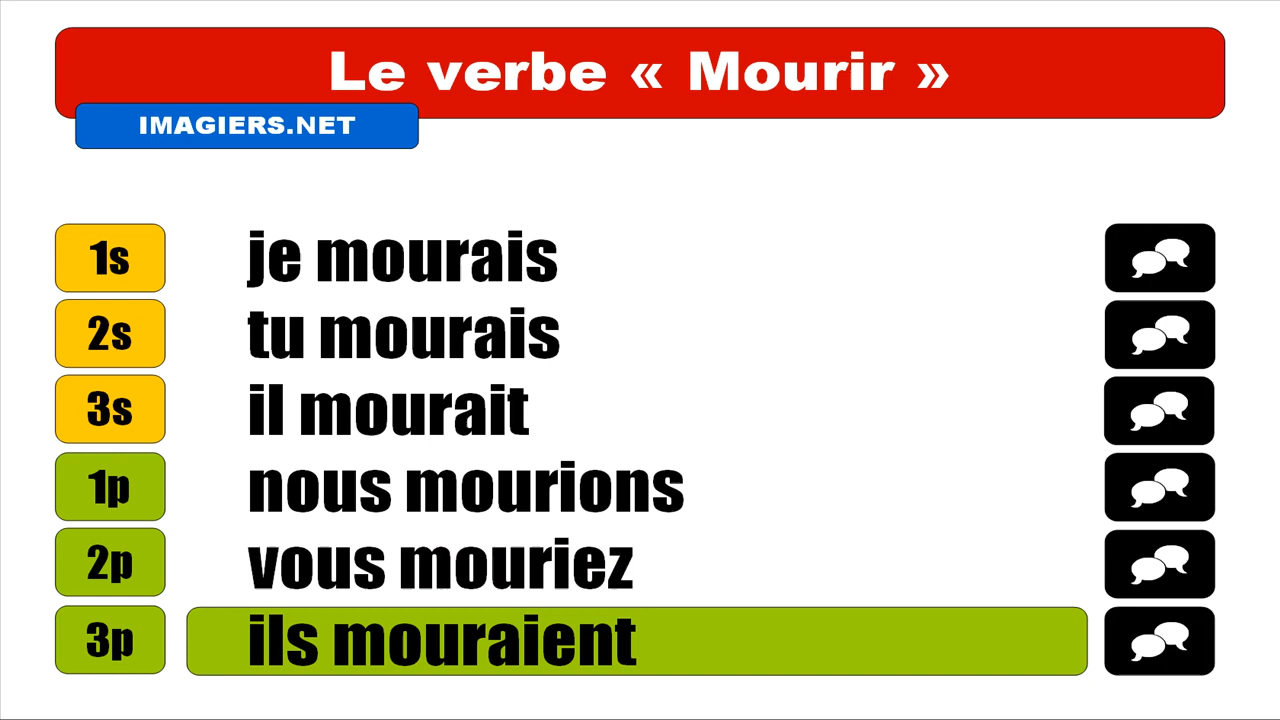 Le verbe « Mourir »
IMAGIERS.NET
1s je mourais
2s tu mourais
3s il mourait
1p nous mourions
2p vous mouriez
3p ils mouraient